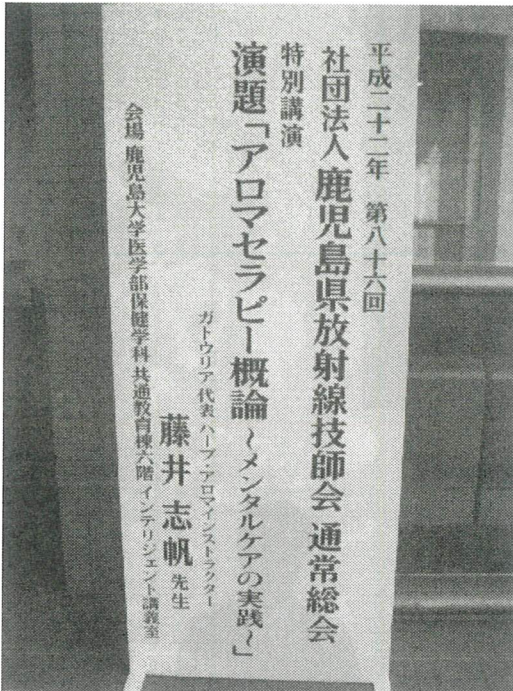 平成二十二年 第八十六回
社団法人 鹿児島県放射線技師会 通常総会
特別講演
演題「アロマセラピー概論 ~メンタルケアの実践~」
ガトウリア 代表 ハーブ・アロマインストラクター
藤井 志帆 先生
会場 鹿児島大学医学部保健学科 共通教育棟六階 インテリジェント講義室